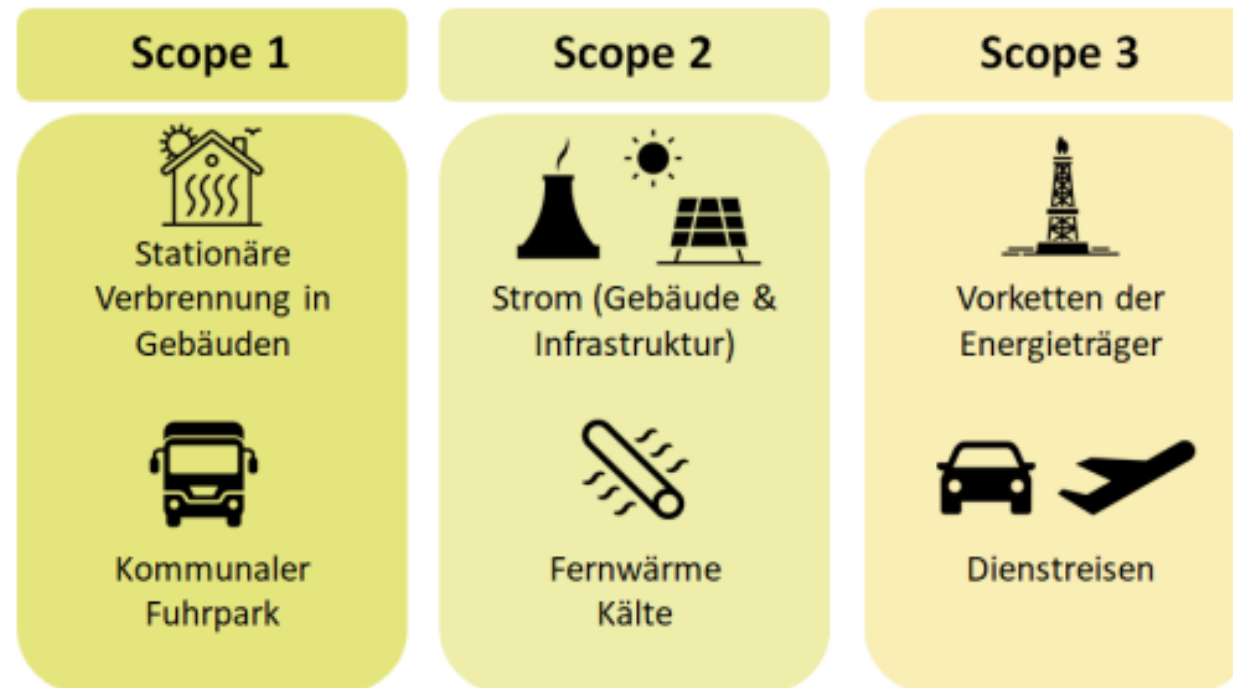 Scope 1
Stationäre
Verbrennung in
Gebäuden
Kommunaler
Fuhrpark
Scope 2
Strom (Gebäude &
Infrastruktur)
Fernwärme
Kälte
Scope 3
Vorketten der
Energieträger
Dienstreisen